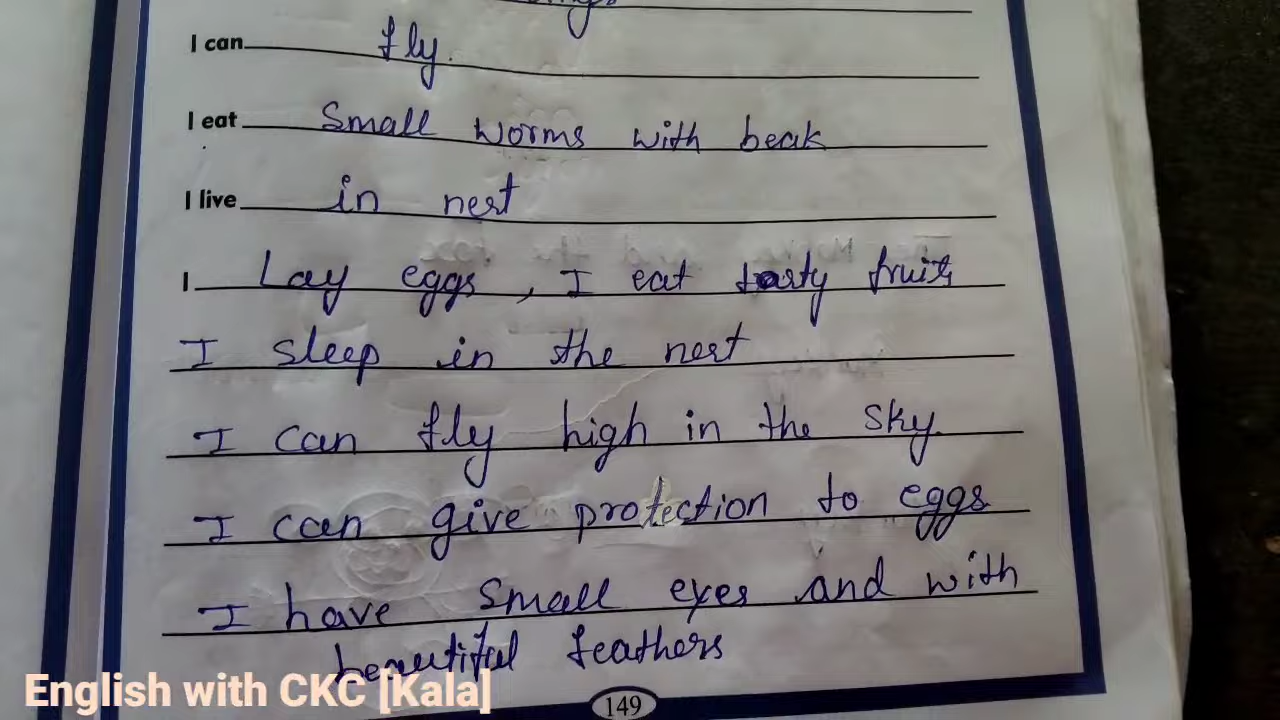 I can fly.
I eat Small worms with beak
I live in nest
I Lay eggs, I eat tasty fruits
I sleep in the nest
I can fly high in the sky.
I can give protection to eggs
I have small eyes and with
beautiful feathers
English with CKC [Kala]
149